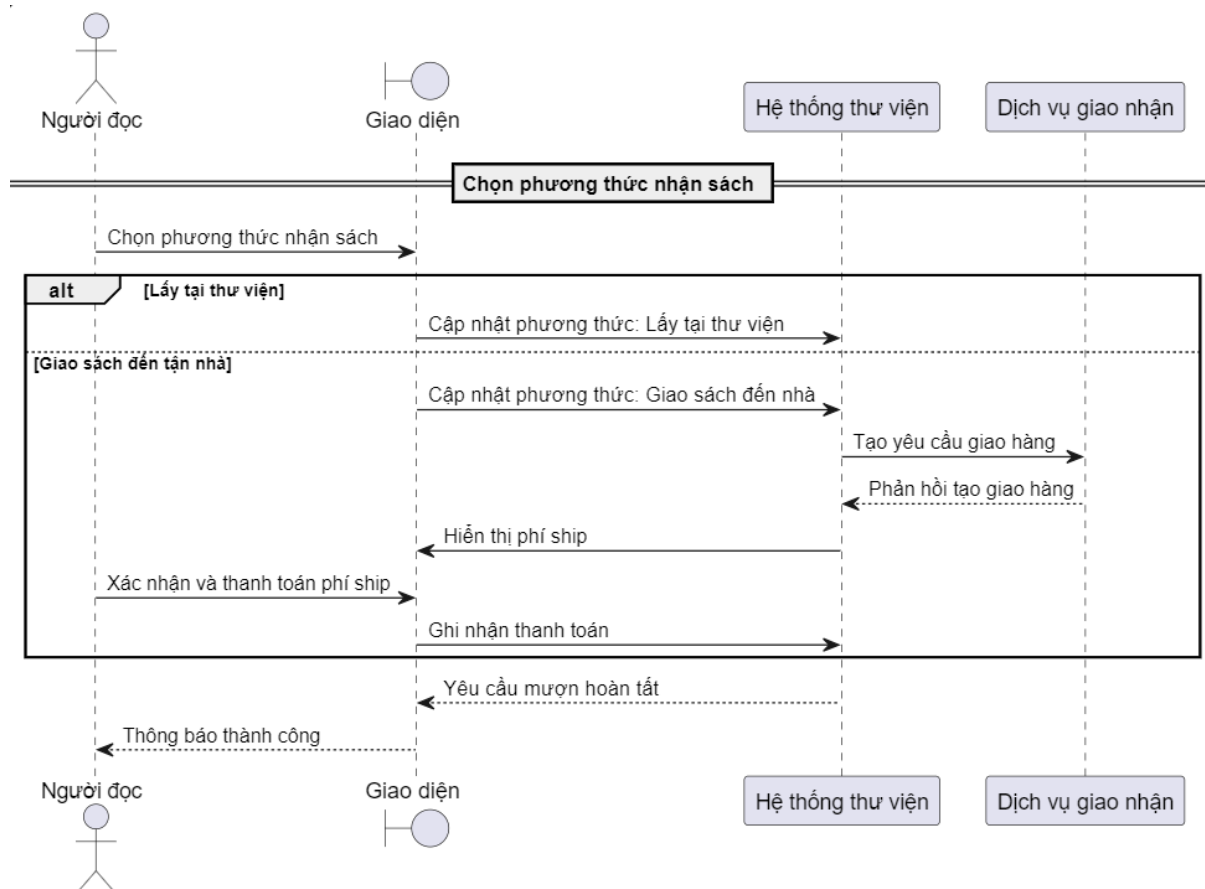 Người đọc
Giao diện
Hệ thống thư viện
Dịch vụ giao nhận
Chọn phương thức nhận sách
Chọn phương thức nhận sách
alt [Lấy tại thư viện]
Cập nhật phương thức: Lấy tại thư viện
[Giao sách đến tận nhà]
Cập nhật phương thức: Giao sách đến nhà
Tạo yêu cầu giao hàng
Phản hồi tạo giao hàng
Hiển thị phí ship
Xác nhận và thanh toán phí ship
Ghi nhận thanh toán
Yêu cầu mượn hoàn tất
Thông báo thành công
Người đọc
Giao diện
Hệ thống thư viện
Dịch vụ giao nhận